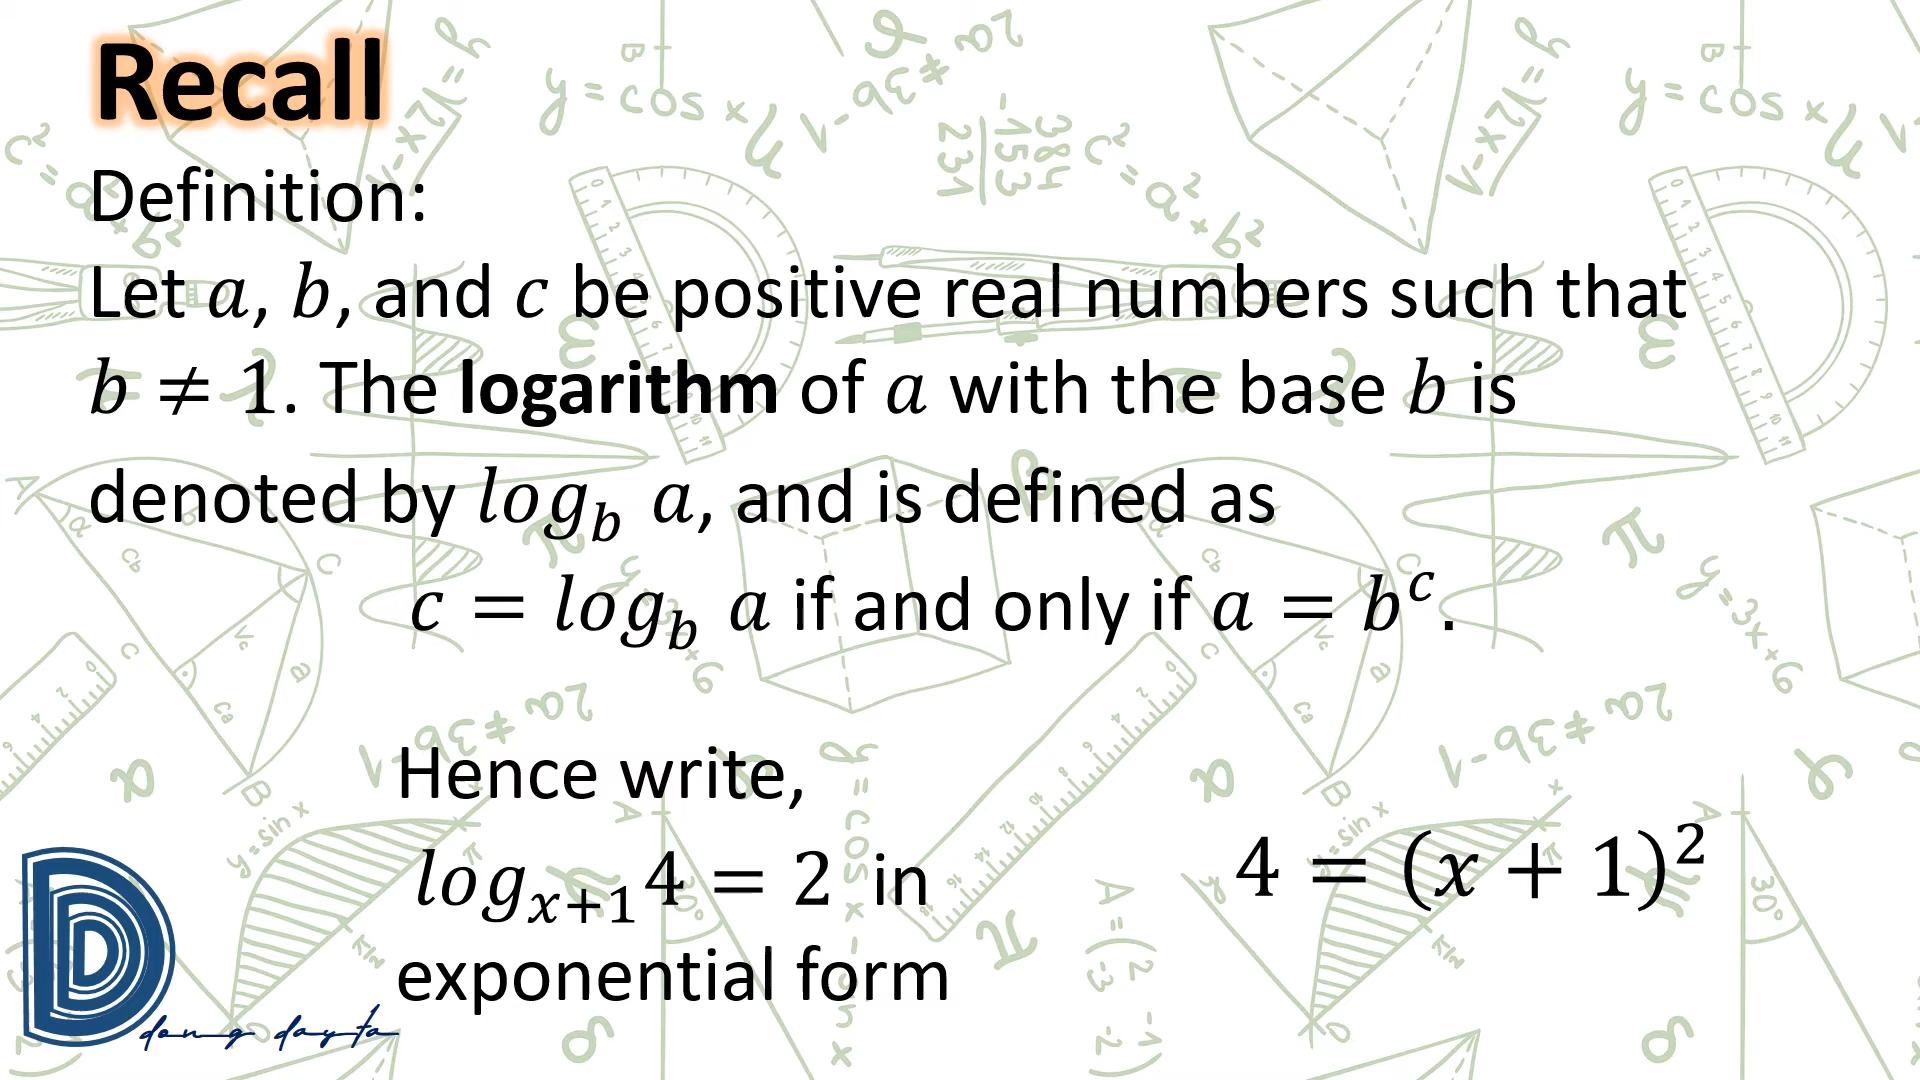 Recall
Definition:
Let 𝑎, 𝑏, and 𝑐 be positive real numbers such that
𝑏 ≠ 1. The logarithm of 𝑎 with the base 𝑏 is
denoted by 𝑙𝑜𝑔_𝑏 𝑎, and is defined as
𝑐 = 𝑙𝑜𝑔_𝑏 𝑎 if and only if 𝑎 = 𝑏^𝑐.
Hence write,
𝑙𝑜𝑔_{𝑥+1} 4 = 2 in
exponential form
4 = (𝑥 + 1)²
dong dayta